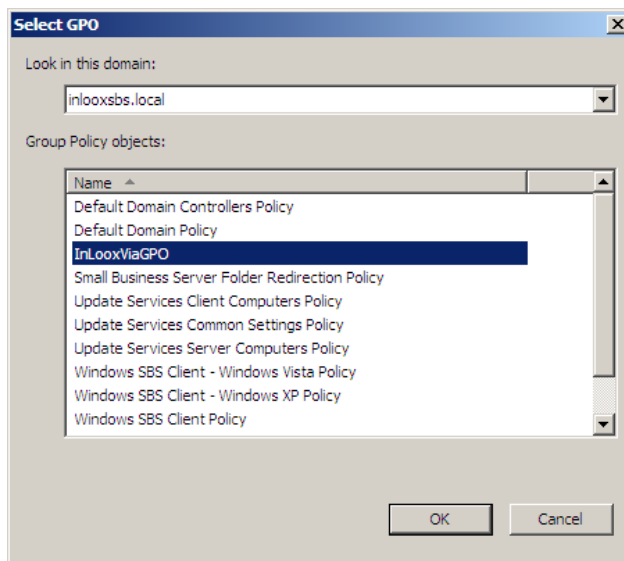 Select GPO
Look in this domain:
inlooxsbs.local
Group Policy objects:
Name
Default Domain Controllers Policy
Default Domain Policy
InLooxViaGPO
Small Business Server Folder Redirection Policy
Update Services Client Computers Policy
Update Services Common Settings Policy
Update Services Server Computers Policy
Windows SBS Client - Windows Vista Policy
Windows SBS Client - Windows XP Policy
Windows SBS Client Policy
OK Cancel